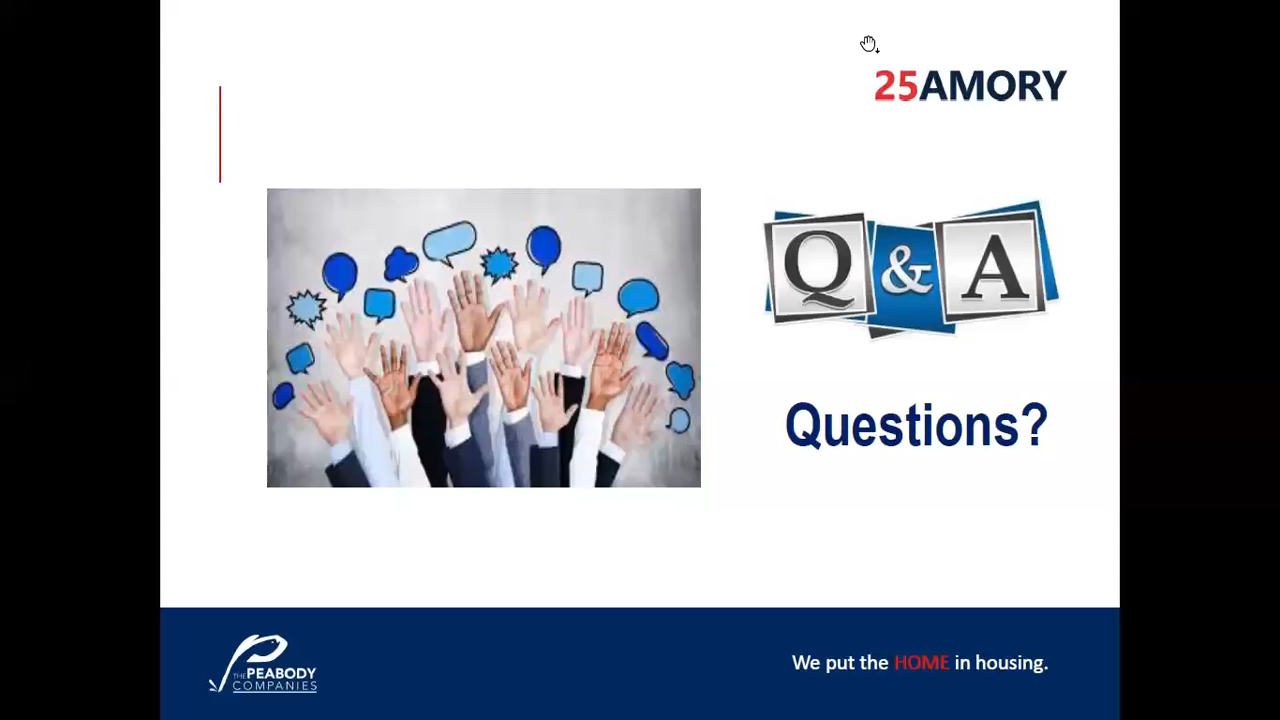 25AMORY
Q & A
Questions?
THE PEABODY
COMPANIES
We put the HOME in housing.